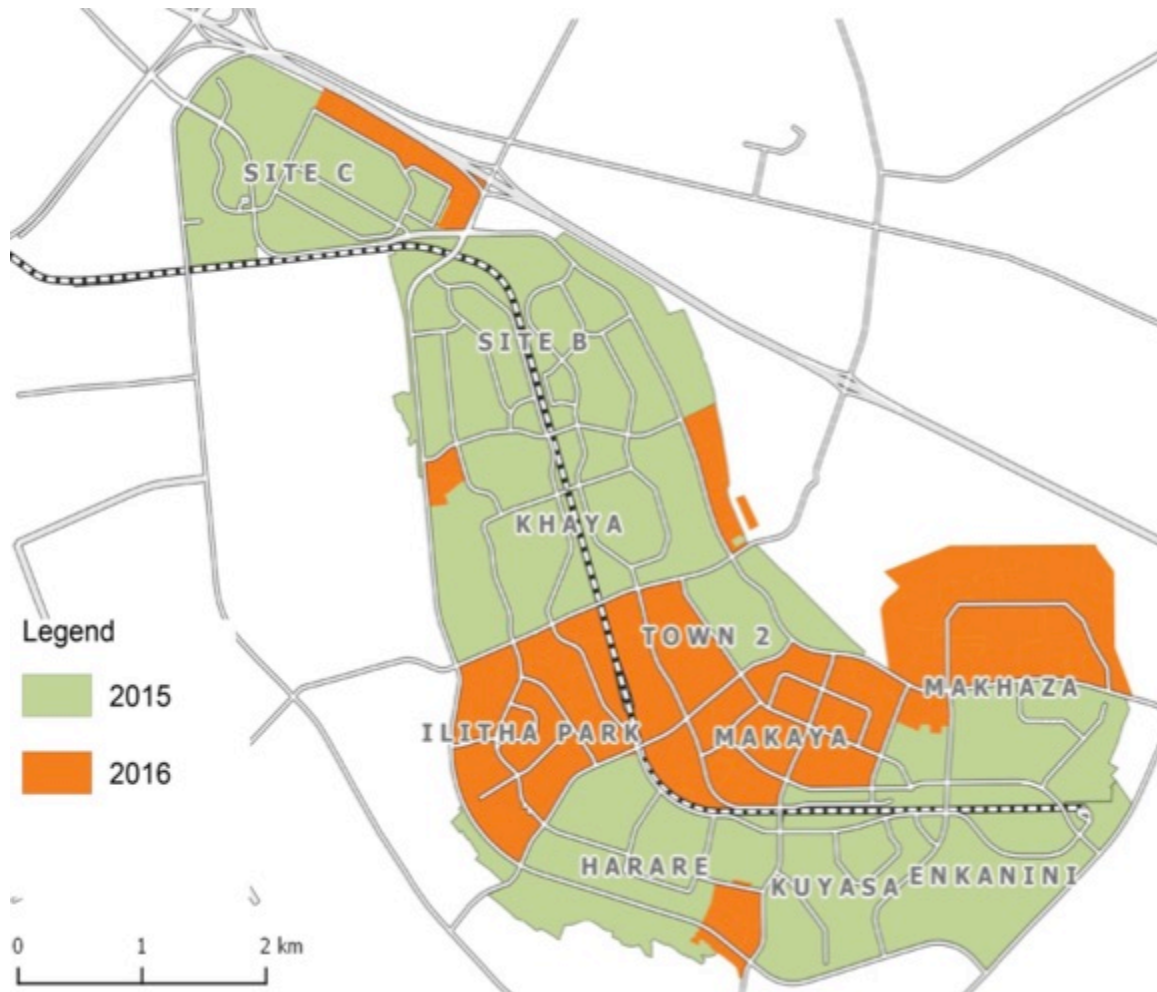 SITE C
SITE B
KHAYA
TOWN 2
MAKHAZA
ILITHA PARK
MAKAYA
HARARE
KUYASA
ENKANINI
Legend
2015
2016
0 1 2 km